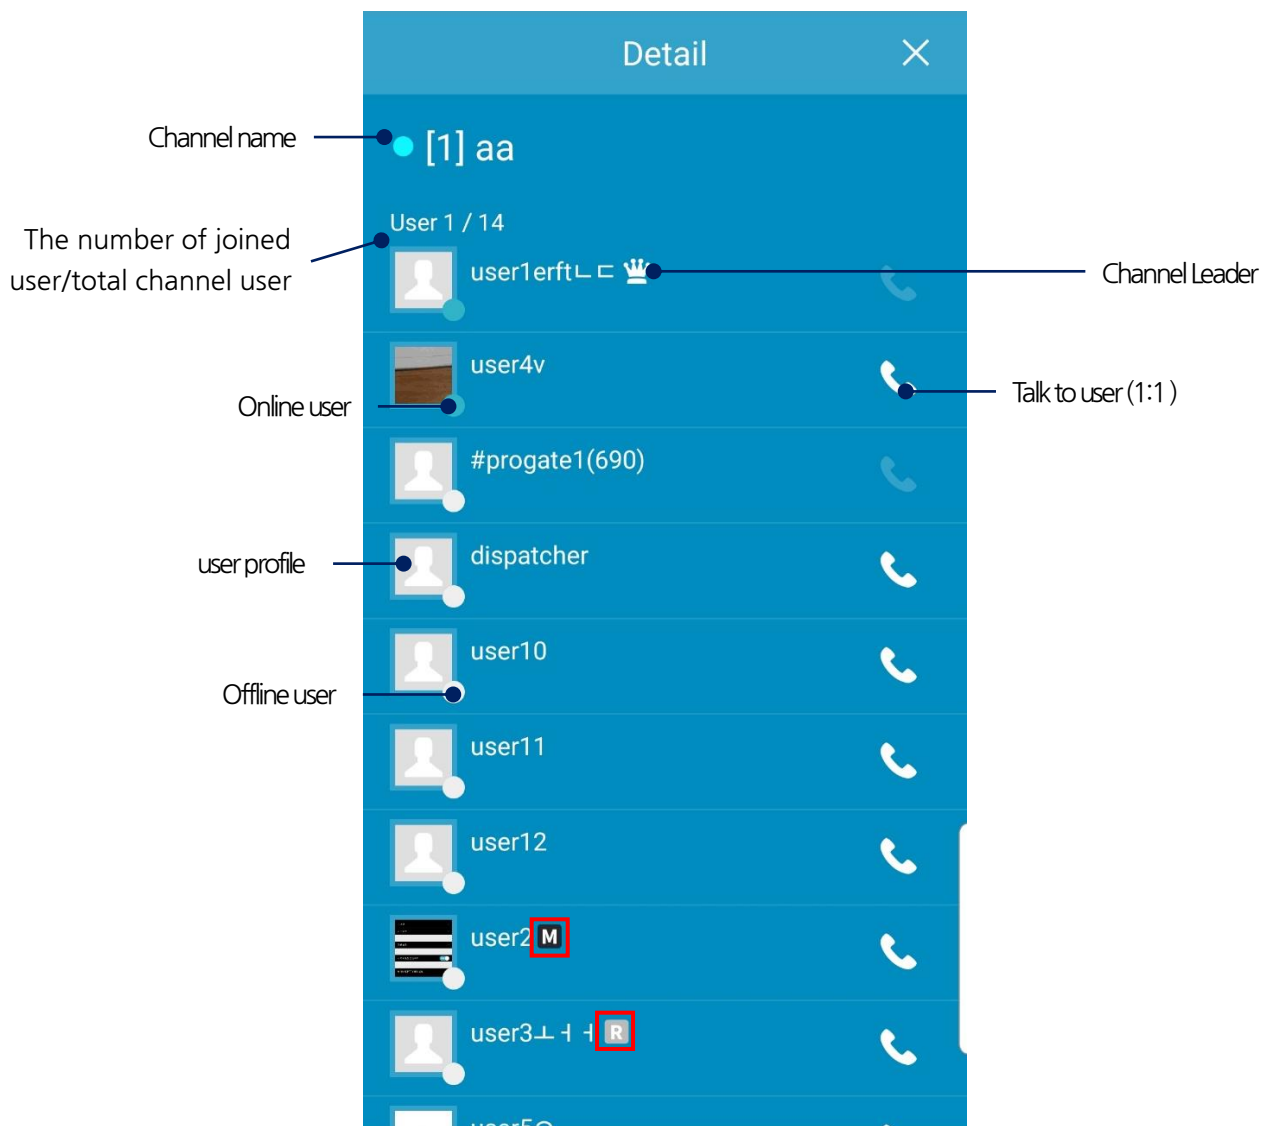 Detail
Channel name
[1] aa
User 1 / 14
The number of joined
user/total channel user
user1erftㄴㄷ
Channel Leader
user4v
Online user
Talk to user (1:1 )
#progate1(690)
user profile
dispatcher
user10
Offline user
user11
user12
user2 M
user3ㅗㅓㅓ R